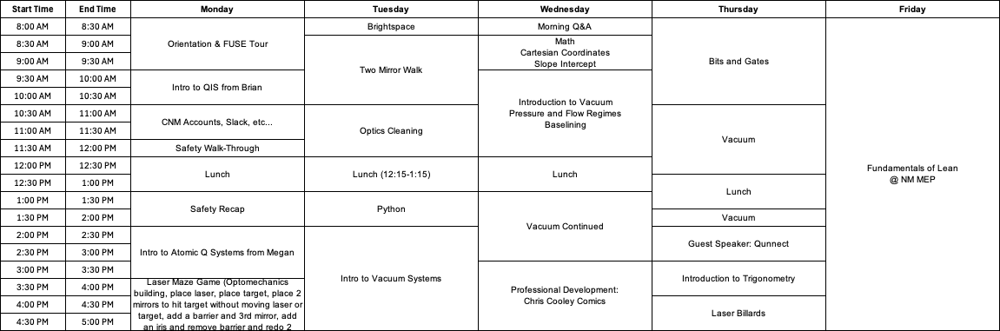 Start Time End Time Monday Tuesday Wednesday Thursday Friday
8:00 AM 8:30 AM Brightspace Morning Q&A
8:30 AM 9:00 AM Orientation & FUSE Tour Math
Cartesian Coordinates
9:00 AM 9:30 AM Two Mirror Walk Slope Intercept Bits and Gates
9:30 AM 10:00 AM Intro to QIS from Brian
10:00 AM 10:30 AM Introduction to Vacuum
Pressure and Flow Regimes
10:30 AM 11:00 AM CNM Accounts, Slack, etc... Baselining
11:00 AM 11:30 AM Optics Cleaning Vacuum
11:30 AM 12:00 PM Safety Walk-Through
12:00 PM 12:30 PM Lunch Lunch (12:15-1:15) Lunch Fundamentals of Lean
12:30 PM 1:00 PM Lunch @ NM MEP
1:00 PM 1:30 PM Safety Recap Python
1:30 PM 2:00 PM Vacuum Continued Vacuum
2:00 PM 2:30 PM Guest Speaker: Qunnect
2:30 PM 3:00 PM Intro to Atomic Q Systems from Megan
3:00 PM 3:30 PM Intro to Vacuum Systems Introduction to Trigonometry
3:30 PM 4:00 PM Laser Maze Game (Optomechanics
building, place laser, place target, place 2 Professional Development:
4:00 PM 4:30 PM mirrors to hit target without moving laser or Chris Cooley Comics Laser Billards
target, add a barrier and 3rd mirror, add
4:30 PM 5:00 PM an iris and remove barrier and redo 2